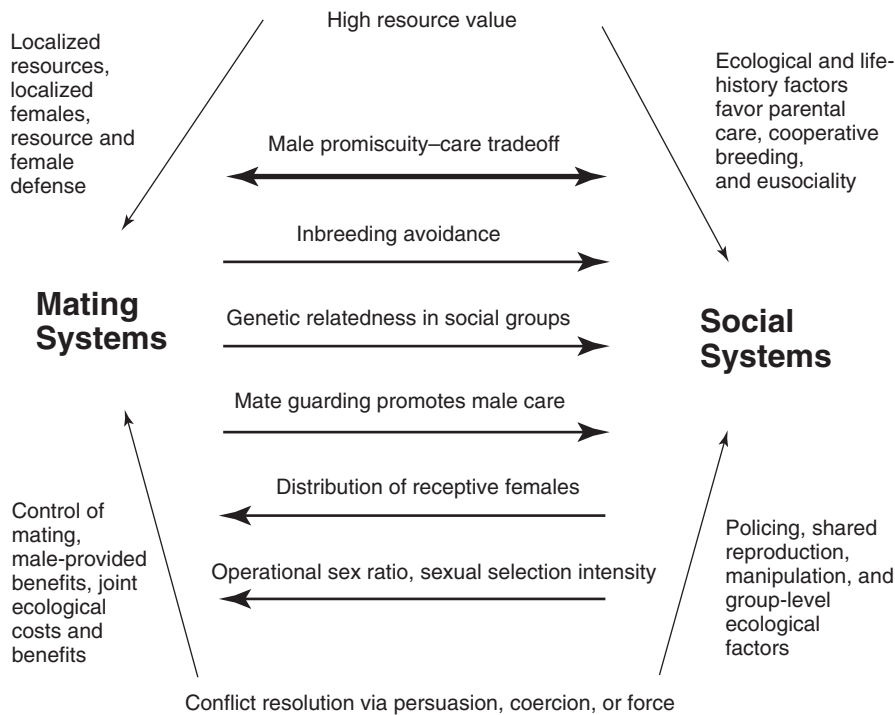 High resource value
Localized
resources,
localized
females,
resource and
female
defense
Ecological and life-
history factors
favor parental
care, cooperative
breeding,
and eusociality
Male promiscuity–care tradeoff
Inbreeding avoidance
Mating
Systems
Genetic relatedness in social groups
Social
Systems
Mate guarding promotes male care
Distribution of receptive females
Operational sex ratio, sexual selection intensity
Control of
mating,
male-provided
benefits, joint
ecological
costs and
benefits
Policing, shared
reproduction,
manipulation, and
group-level
ecological
factors
Conflict resolution via persuasion, coercion, or force